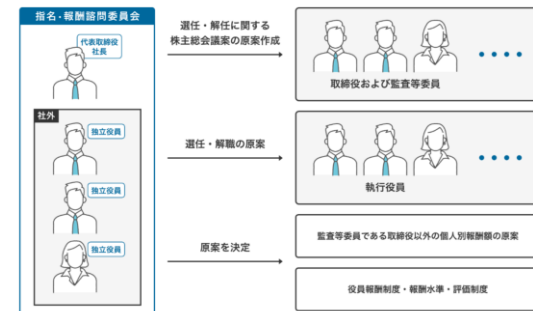 指名・報酬諮問委員会
代表取締役
社長
社外
独立役員
独立役員
独立役員
選任・解任に関する
株主総会議案の原案作成
取締役および監査等委員
選任・解職の原案
執行役員
原案を決定
監査等委員である取締役以外の個人別報酬額の原案
役員報酬制度・報酬水準・評価制度